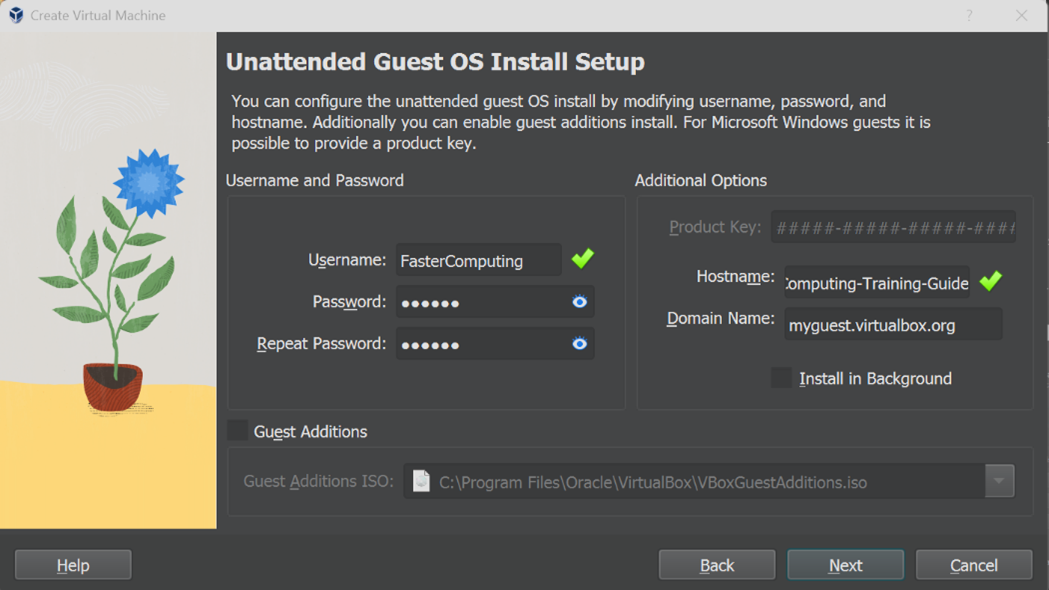 Create Virtual Machine
?
Unattended Guest OS Install Setup
You can configure the unattended guest OS install by modifying username, password, and
hostname. Additionally you can enable guest additions install. For Microsoft Windows guests it is
possible to provide a product key.
Username and Password
Username: FasterComputing
Password: ●●●●●●
Repeat Password: ●●●●●●
Additional Options
Product Key: #####-#####-#####-####
Hostname: Computing-Training-Guide
Domain Name: myguest.virtualbox.org
Install in Background
Guest Additions
Guest Additions ISO: C:\Program Files\Oracle\VirtualBox\VBoxGuestAdditions.iso
Help
Back
Next
Cancel